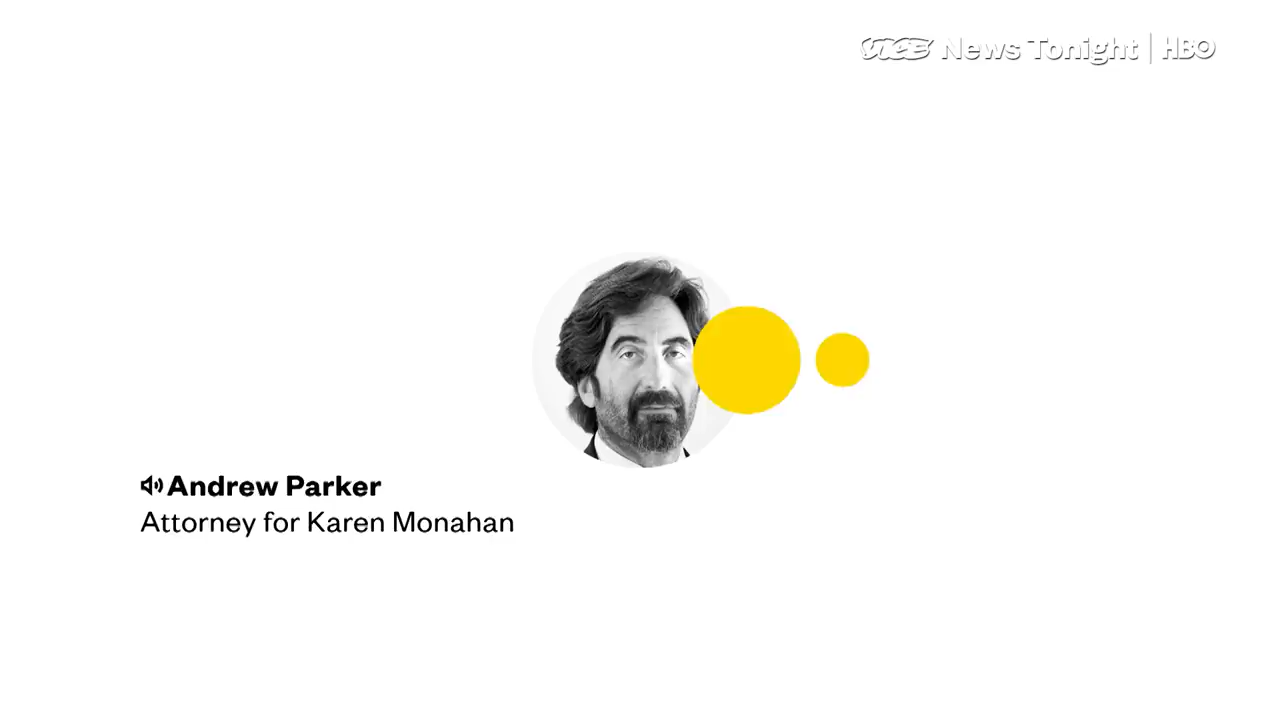 VICE News Tonight | HBO
Andrew Parker
Attorney for Karen Monahan